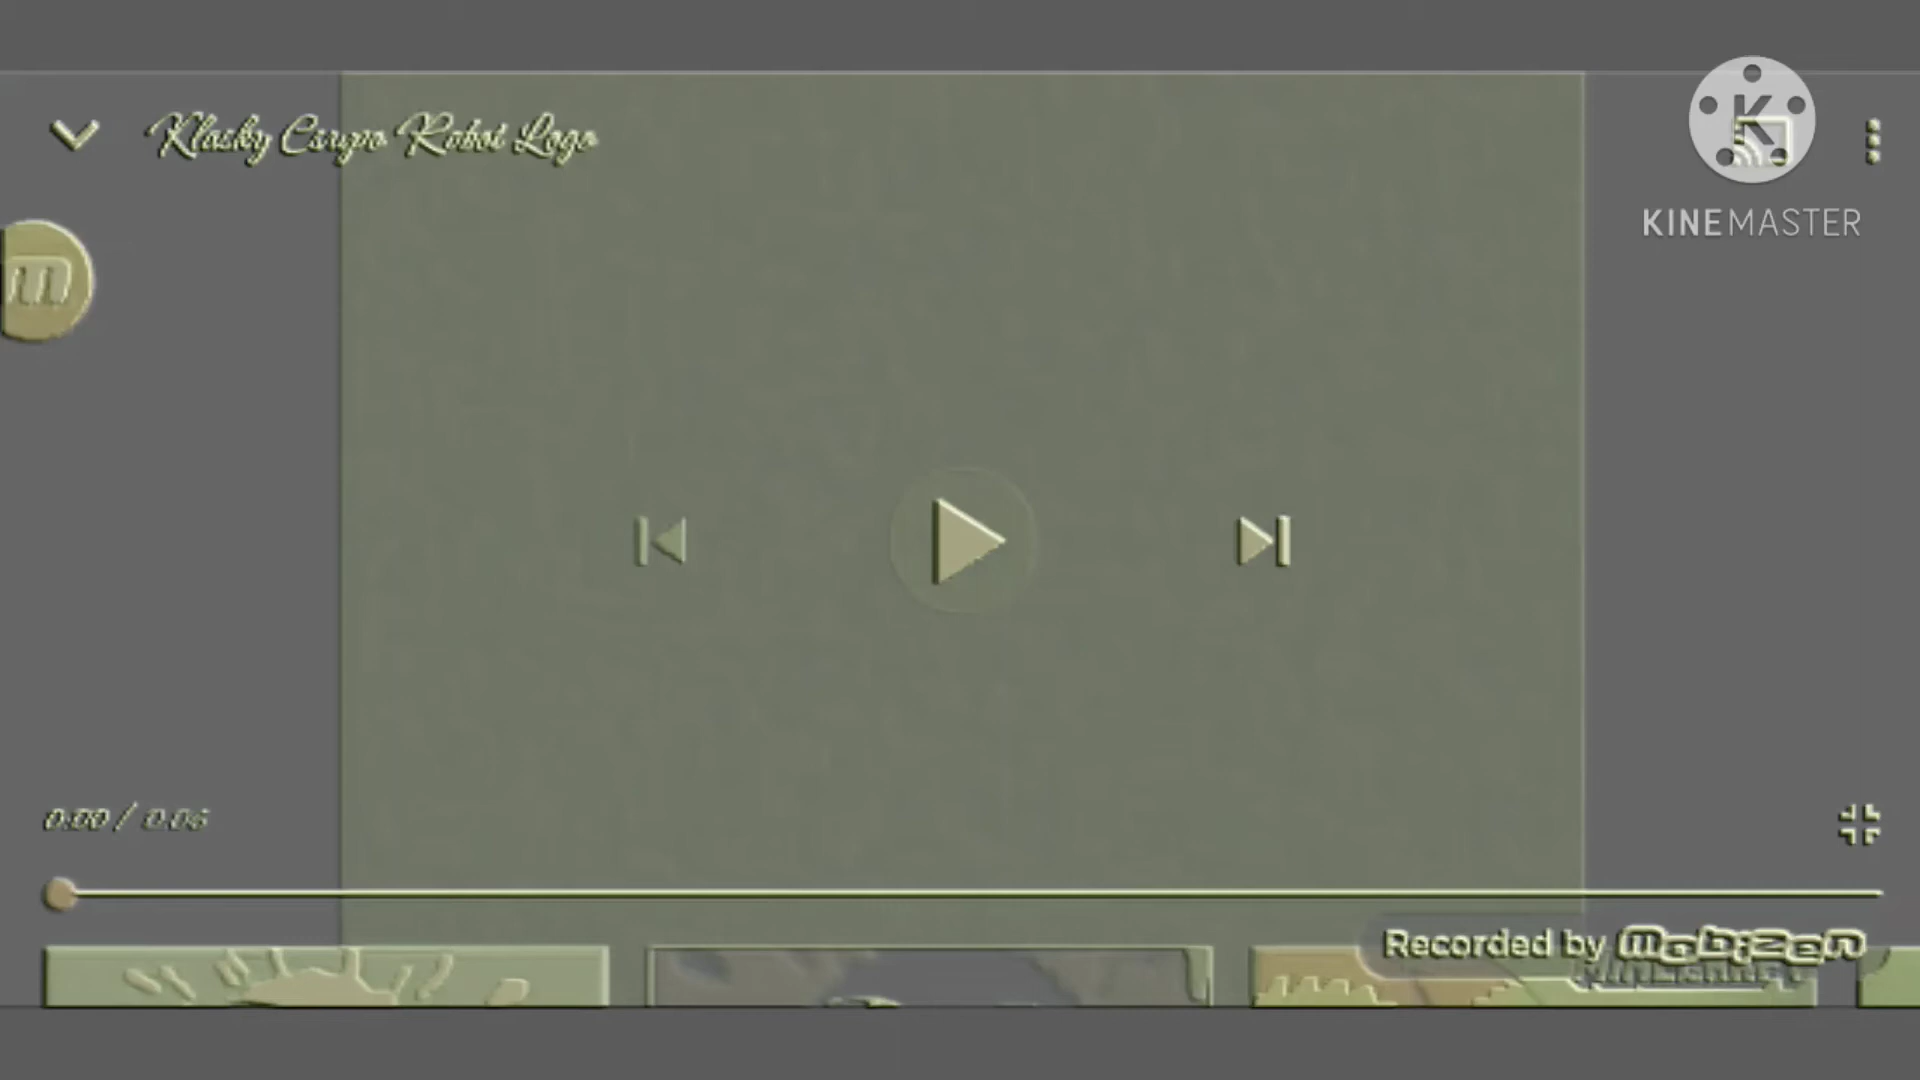 Klasky Csupo Robot Logo
K
KINEMASTER
m
0:00 / 0:06
Recorded by mobizen